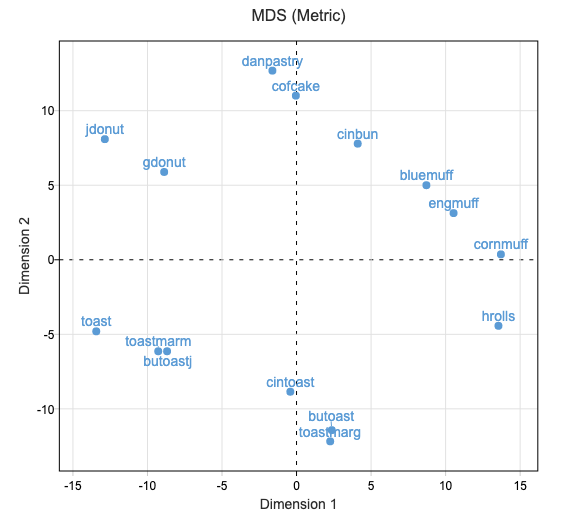 MDS (Metric)
danpastry
cofcake
jdonut
cinbun
gdonut
bluemuff
engmuff
cornmuff
hrolls
toast
toastmarm
butoastj
cintoast
butoast
toastmarg
10
5
0
-5
-10
Dimension 2
-15
-10
-5
0
5
10
15
Dimension 1